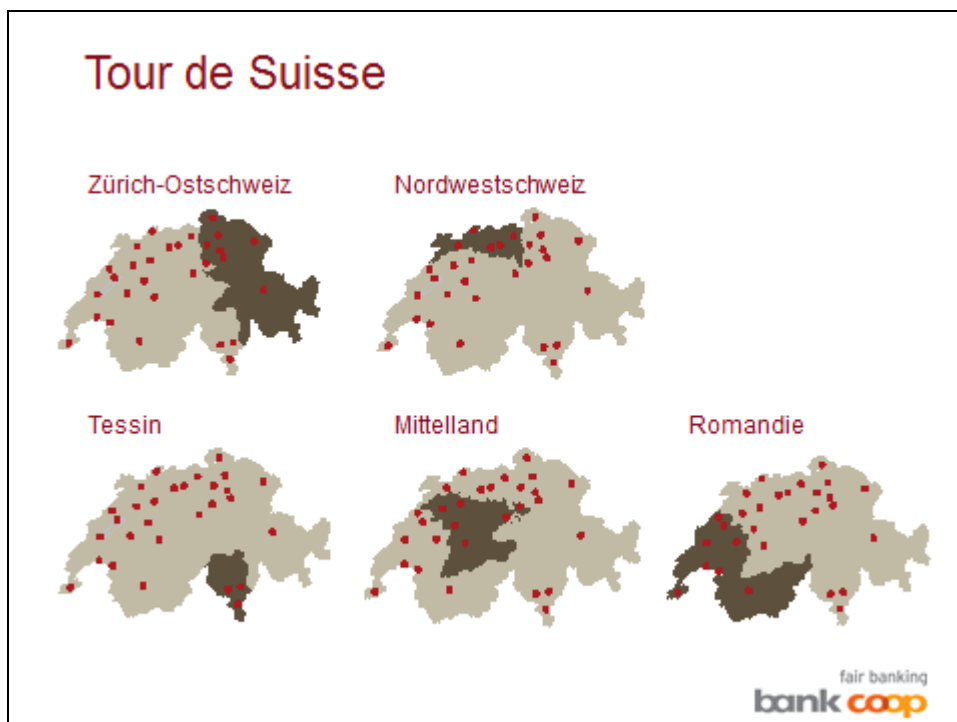 Tour de Suisse
Zürich-Ostschweiz
Nordwestschweiz
Tessin
Mittelland
Romandie
fair banking
bank coop